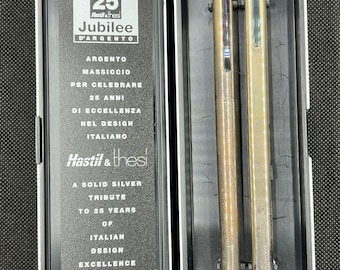 25
Hastil & thesi
Jubilee
D'ARGENTO
ARGENTO
MASSICCIO
PER CELEBRARE
25 ANNI
DI ECCELLENZA
NEL DESIGN
ITALIANO
Hastil & thesi
A SOLID SILVER
TRIBUTE
TO 25 YEARS
OF
ITALIAN
DESIGN
EXCELLENCE